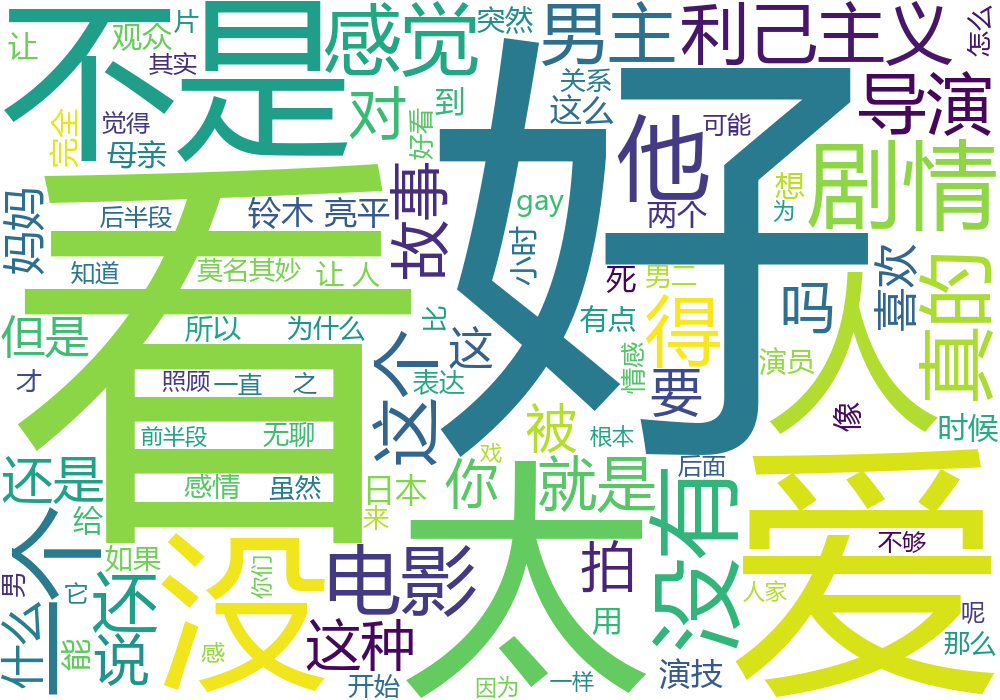 不是
感觉
男主
利己主义
怎么
让
观众
片
其实
突然
关系
这么
导演
完全
觉得
母亲
对
到
好看
好
他
可能
剧情
看
妈妈
后半段
铃木 亮平
故事
gay
小时
两个
想
为
知道
莫名其妙
让 人
死
男二
吗
喜欢
真的
但是
所以
为什么
比
这
有点
得
人
才
照顾
一直
之
这个
表达
情感
要
演员
像
前半段
无聊
被
戏
根本
时候
还是
感情
虽然
日本
你
就是
后面
没有
爱
给
来
太
不够
个
如果
没
电影
拍
男
它
还
你们
人家
呢
什么
能
说
感
这种
用
演技
那么
开始
因为
一样